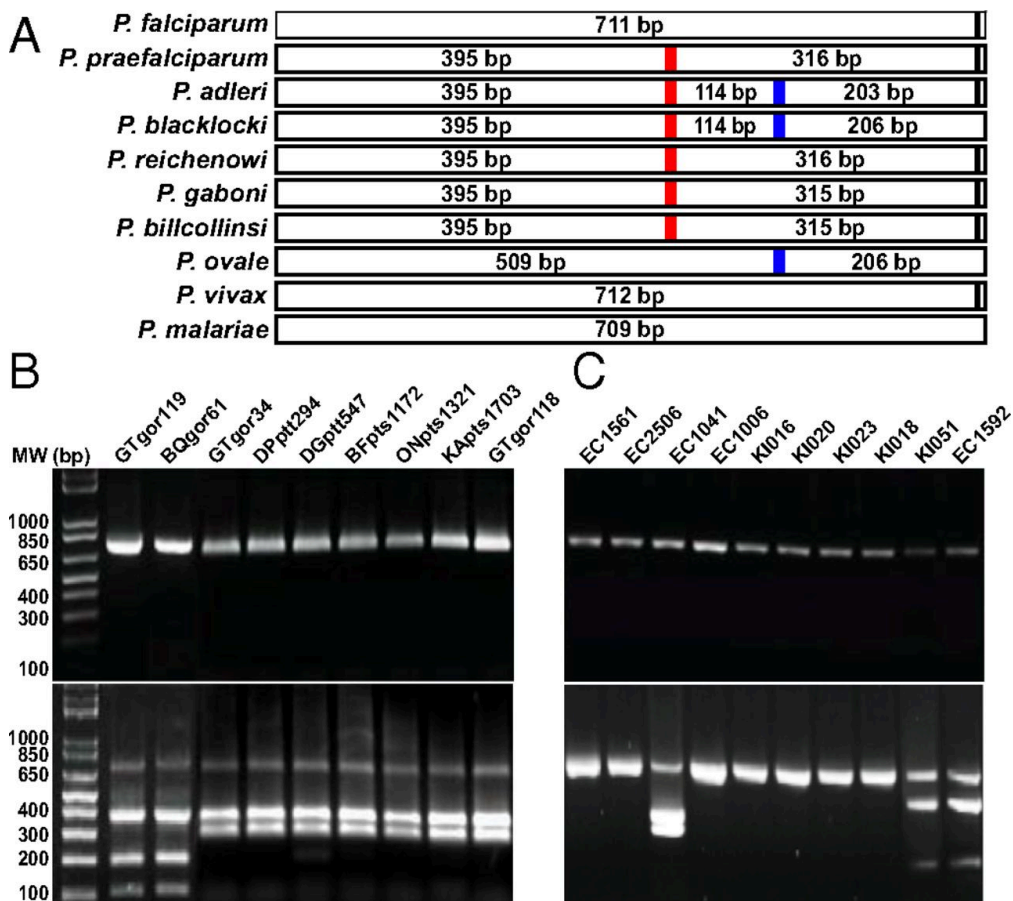 A
P. falciparum 711 bp
P. praefalciparum 395 bp 316 bp
P. adleri 395 bp 114 bp 203 bp
P. blacklocki 395 bp 114 bp 206 bp
P. reichenowi 395 bp 316 bp
P. gaboni 395 bp 315 bp
P. billcollinsi 395 bp 315 bp
P. ovale 509 bp 206 bp
P. vivax 712 bp
P. malariae 709 bp
B
MW (bp) GTgor119 BQgor61 GTgor34 DPptt294 DGptt547 BFpts1172 ONpts1321 KApts1703 GTgor118
1000
850
650
400
300
100
1000
850
650
400
300
200
100
C
EC1561 EC2506 EC1041 EC1006 KI016 KI020 KI023 KI018 KI051 EC1592